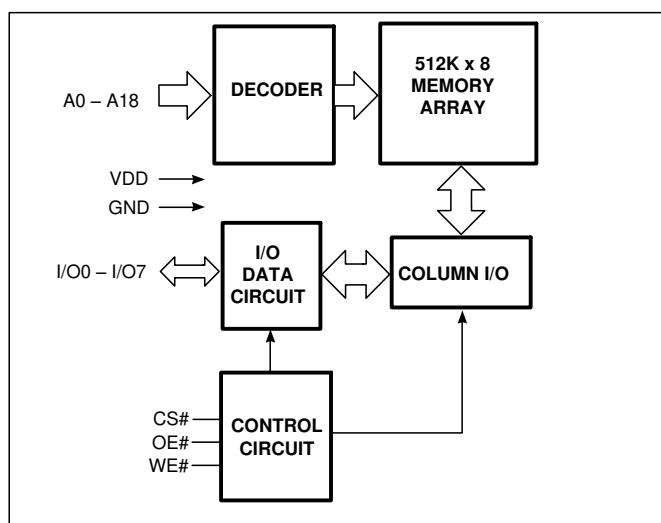 A0 – A18
DECODER
512K x 8
MEMORY
ARRAY
VDD
GND
I/O0 – I/O7
I/O
DATA
CIRCUIT
COLUMN I/O
CS#
OE#
WE#
CONTROL
CIRCUIT